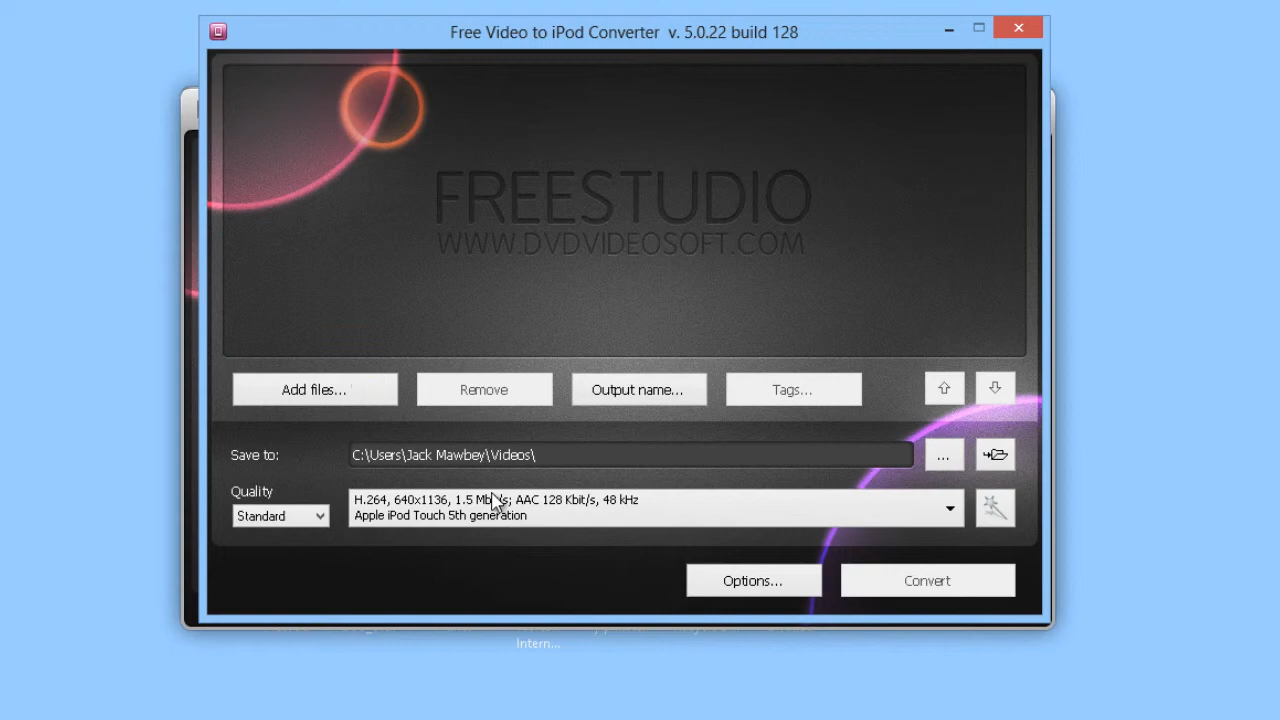 Free Video to iPod Converter v. 5.0.22 build 128
FREESTUDIO
WWW.DVDVIDEOSOFT.COM
Add files...
Remove
Output name...
Tags...
Save to:
C:\Users\Jack Mawbey\Videos\
...
Quality
Standard
H.264, 640x1136, 1.5 Mbit/s; AAC 128 Kbit/s, 48 kHz
Apple iPod Touch 5th generation
Options...
Convert
Intern...